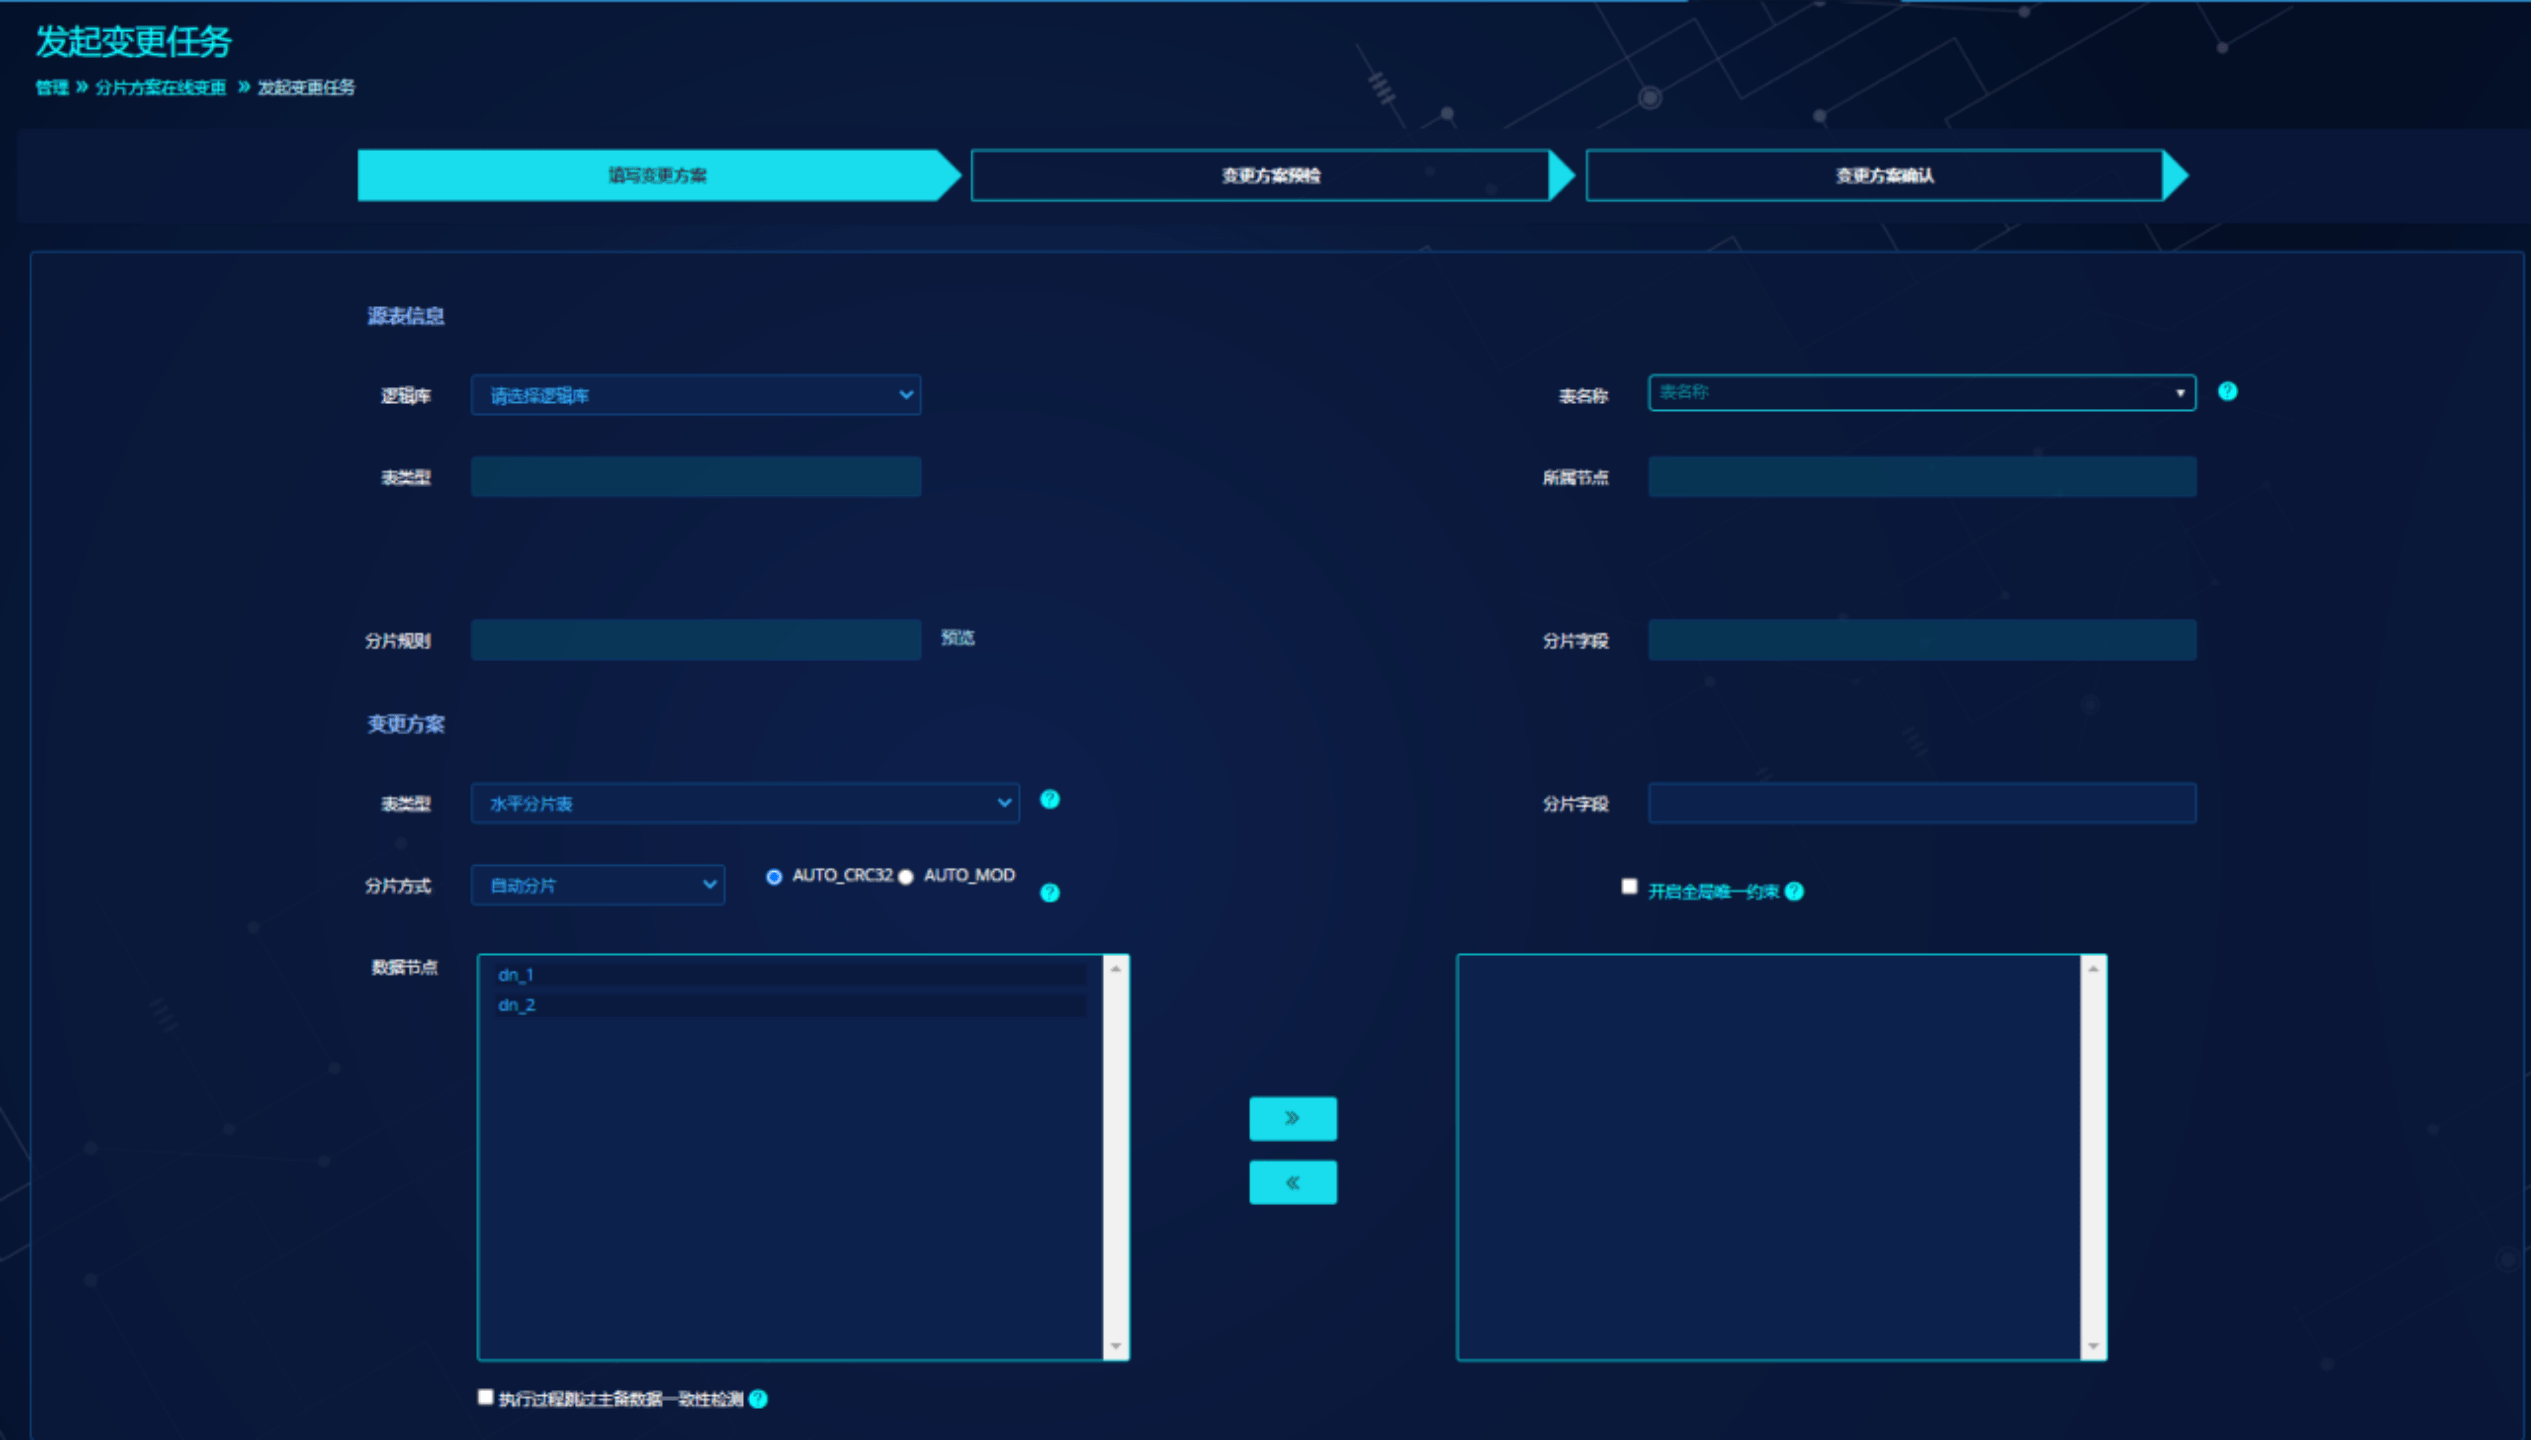 发起变更任务
管理 » 分片方案在线变更 » 发起变更任务
填写变更方案
变更方案预检
变更方案确认
源表信息
逻辑库 请选择逻辑库
表名称 表名称
表类型
所属节点
分片规则 预览
分片字段
变更方案
表类型 水平分片表
分片字段
分片方式 自动分片 AUTO_CRC32 AUTO_MOD
开启全局唯一约束
数据节点
dn_1
dn_2
执行过程跳过主备数据一致性检测